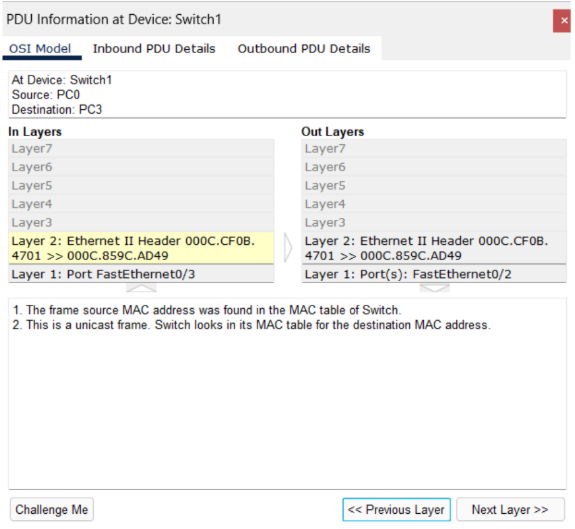 PDU Information at Device: Switch1
×
OSI Model Inbound PDU Details Outbound PDU Details
At Device: Switch1
Source: PC0
Destination: PC3
In Layers
Layer7
Layer6
Layer5
Layer4
Layer3
Layer 2: Ethernet II Header 000C.CF0B.
4701 >> 000C.859C.AD49
Layer 1: Port FastEthernet0/3
Out Layers
Layer7
Layer6
Layer5
Layer4
Layer3
Layer 2: Ethernet II Header 000C.CF0B.
4701 >> 000C.859C.AD49
Layer 1: Port(s): FastEthernet0/2
1. The frame source MAC address was found in the MAC table of Switch.
2. This is a unicast frame. Switch looks in its MAC table for the destination MAC address.
Challenge Me << Previous Layer Next Layer >>